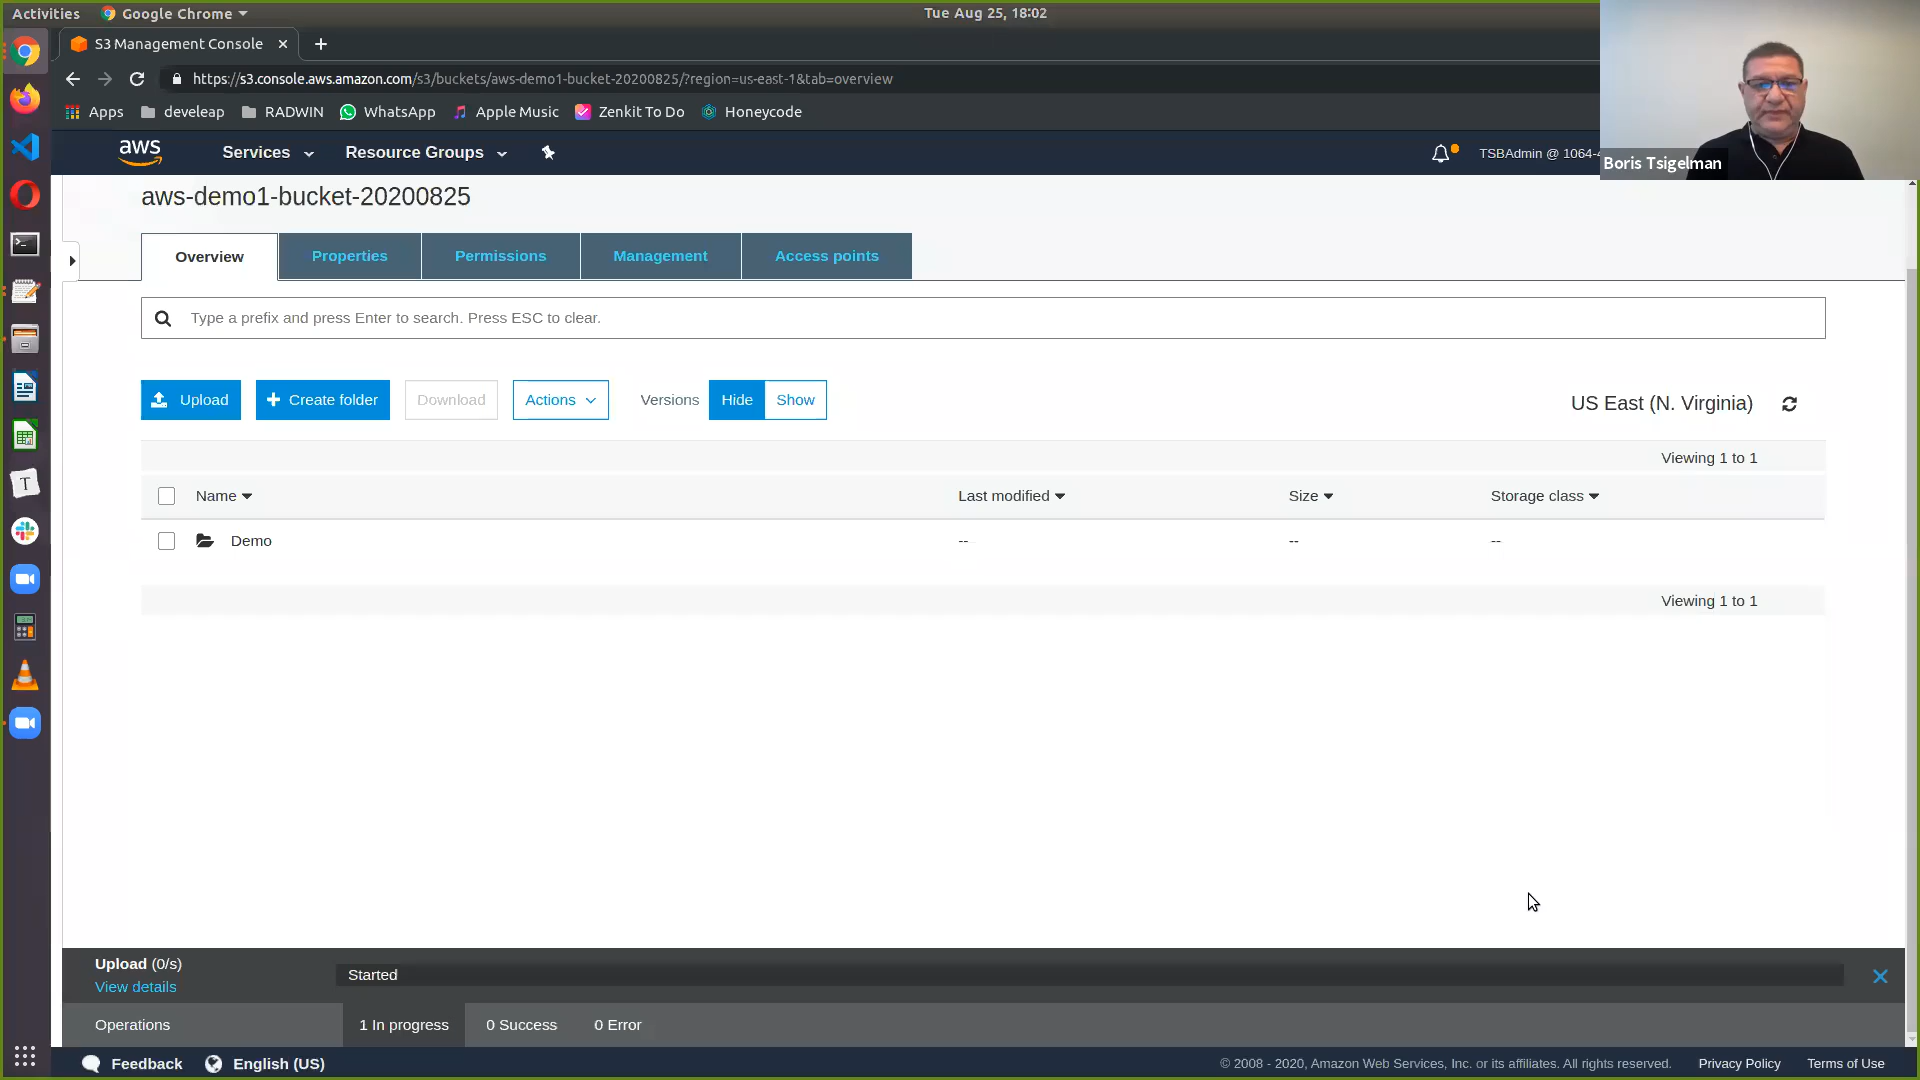 Activities
Google Chrome
Tue Aug 25, 18:02
S3 Management Console
https://s3.console.aws.amazon.com/s3/buckets/aws-demo1-bucket-20200825/?region=us-east-1&tab=overview
Apps
develeap
RADWIN
WhatsApp
Apple Music
Zenkit To Do
Honeycode
aws
Services
Resource Groups
TSBAdmin @ 1064-4
Boris Tsigelman
aws-demo1-bucket-20200825
Overview
Properties
Permissions
Management
Access points
Type a prefix and press Enter to search. Press ESC to clear.
Upload
Create folder
Download
Actions
Versions
Hide
Show
US East (N. Virginia)
Viewing 1 to 1
Name
Last modified
Size
Storage class
Demo
--
--
--
Viewing 1 to 1
Upload (0/s)
Started
View details
Operations
1 In progress
0 Success
0 Error
Feedback
English (US)
© 2008 - 2020, Amazon Web Services, Inc. or its affiliates. All rights reserved.
Privacy Policy
Terms of Use